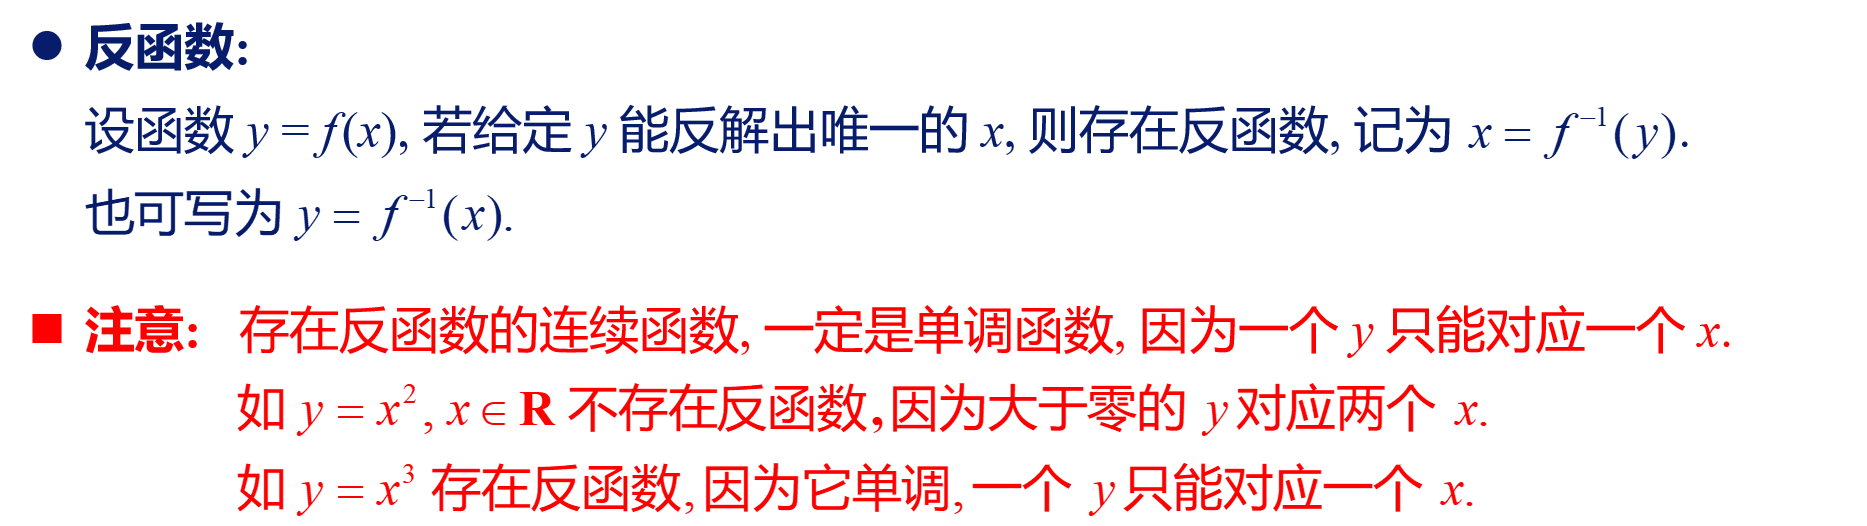 ● 反函数:
设函数 y = f(x), 若给定 y 能反解出唯一的 x, 则存在反函数, 记为 x = f⁻¹(y).
也可写为 y = f⁻¹(x).
■ 注意: 存在反函数的连续函数, 一定是单调函数, 因为一个 y 只能对应一个 x.
如 y = x², x ∈ R 不存在反函数,因为大于零的 y 对应两个 x.
如 y = x³ 存在反函数,因为它单调,一个 y 只能对应一个 x.